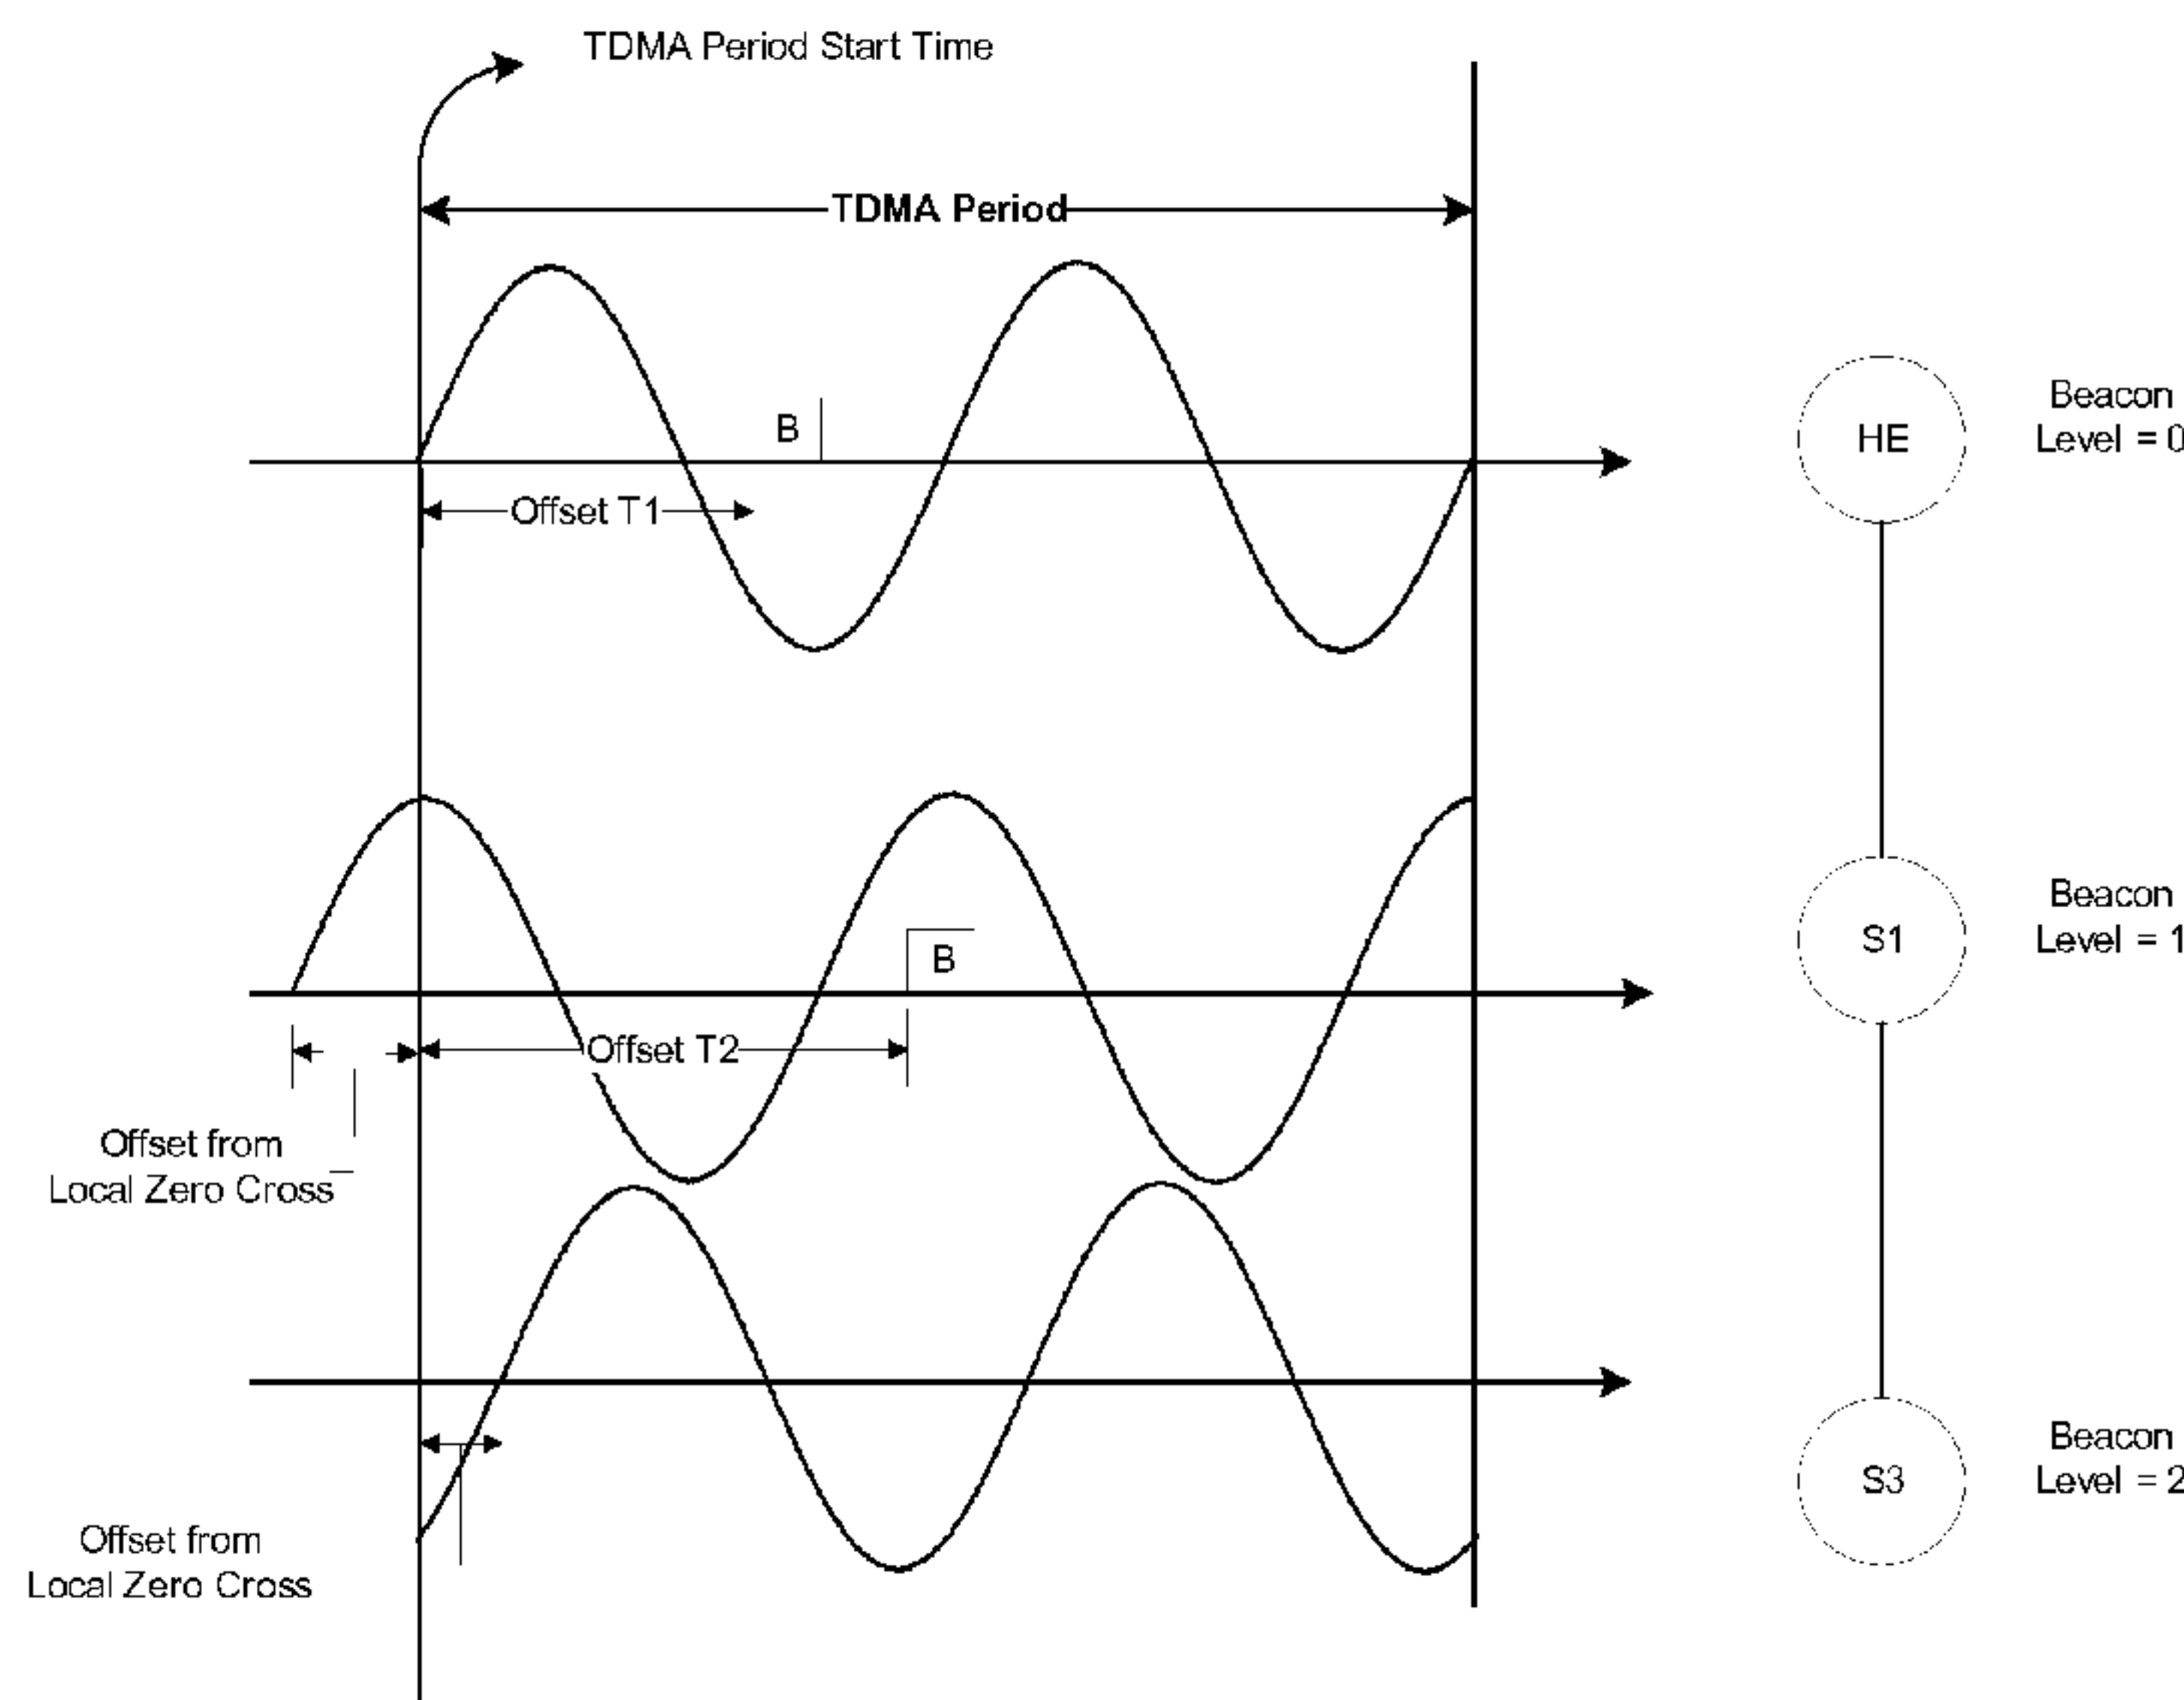 TDMA Period Start Time
TDMA Period
B
Offset T1
HE
Beacon
Level = 0
B
Offset T2
S1
Beacon
Level = 1
Offset from
Local Zero Cross
S3
Beacon
Level = 2
Offset from
Local Zero Cross